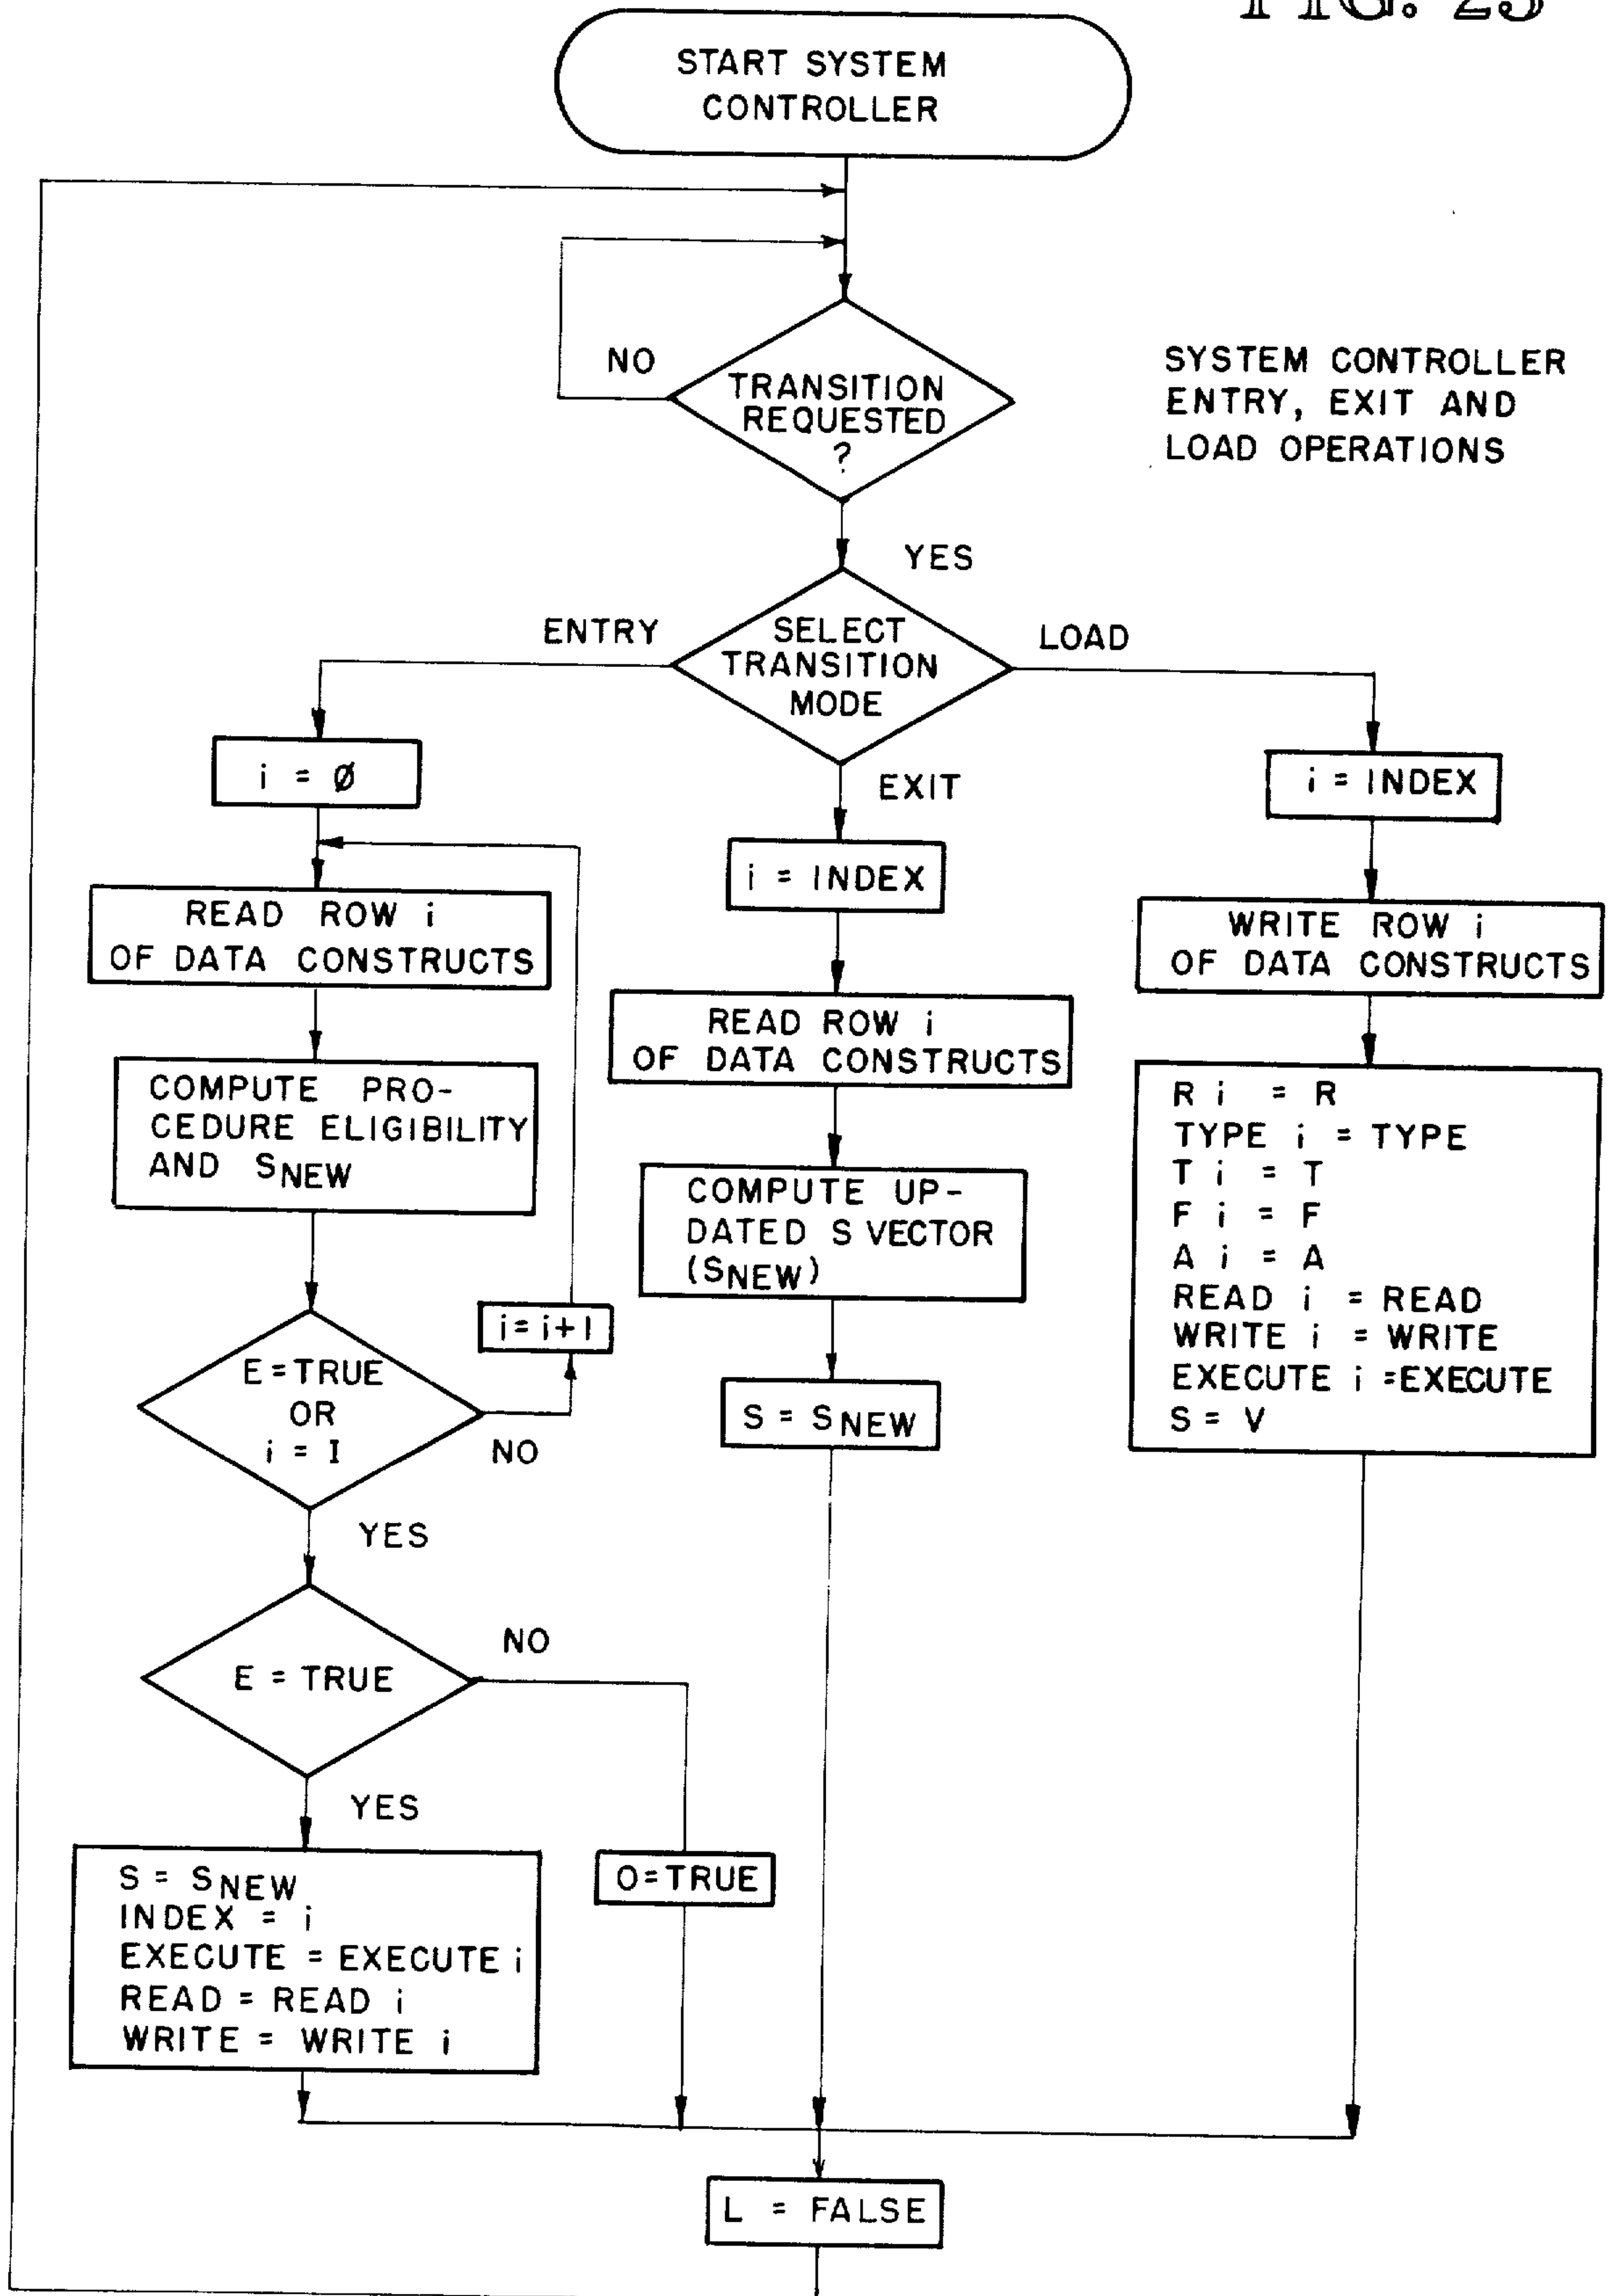 FIG. 23
START SYSTEM
CONTROLLER
NO
TRANSITION
REQUESTED
?
SYSTEM CONTROLLER
ENTRY, EXIT AND
LOAD OPERATIONS
YES
ENTRY
SELECT
TRANSITION
MODE
LOAD
i = Ø
EXIT
i = INDEX
i = INDEX
READ ROW i
OF DATA CONSTRUCTS
WRITE ROW i
OF DATA CONSTRUCTS
READ ROW i
OF DATA CONSTRUCTS
COMPUTE PRO-
CEDURE ELIGIBILITY
AND SNEW
R i = R
TYPE i = TYPE
T i = T
F i = F
A i = A
READ i = READ
WRITE i = WRITE
EXECUTE i =EXECUTE
S = V
COMPUTE UP-
DATED S VECTOR
(SNEW)
i=i+1
E=TRUE
OR
i = I
NO
S = SNEW
YES
E = TRUE
NO
YES
S = SNEW
INDEX = i
EXECUTE = EXECUTE i
READ = READ i
WRITE = WRITE i
O=TRUE
L = FALSE